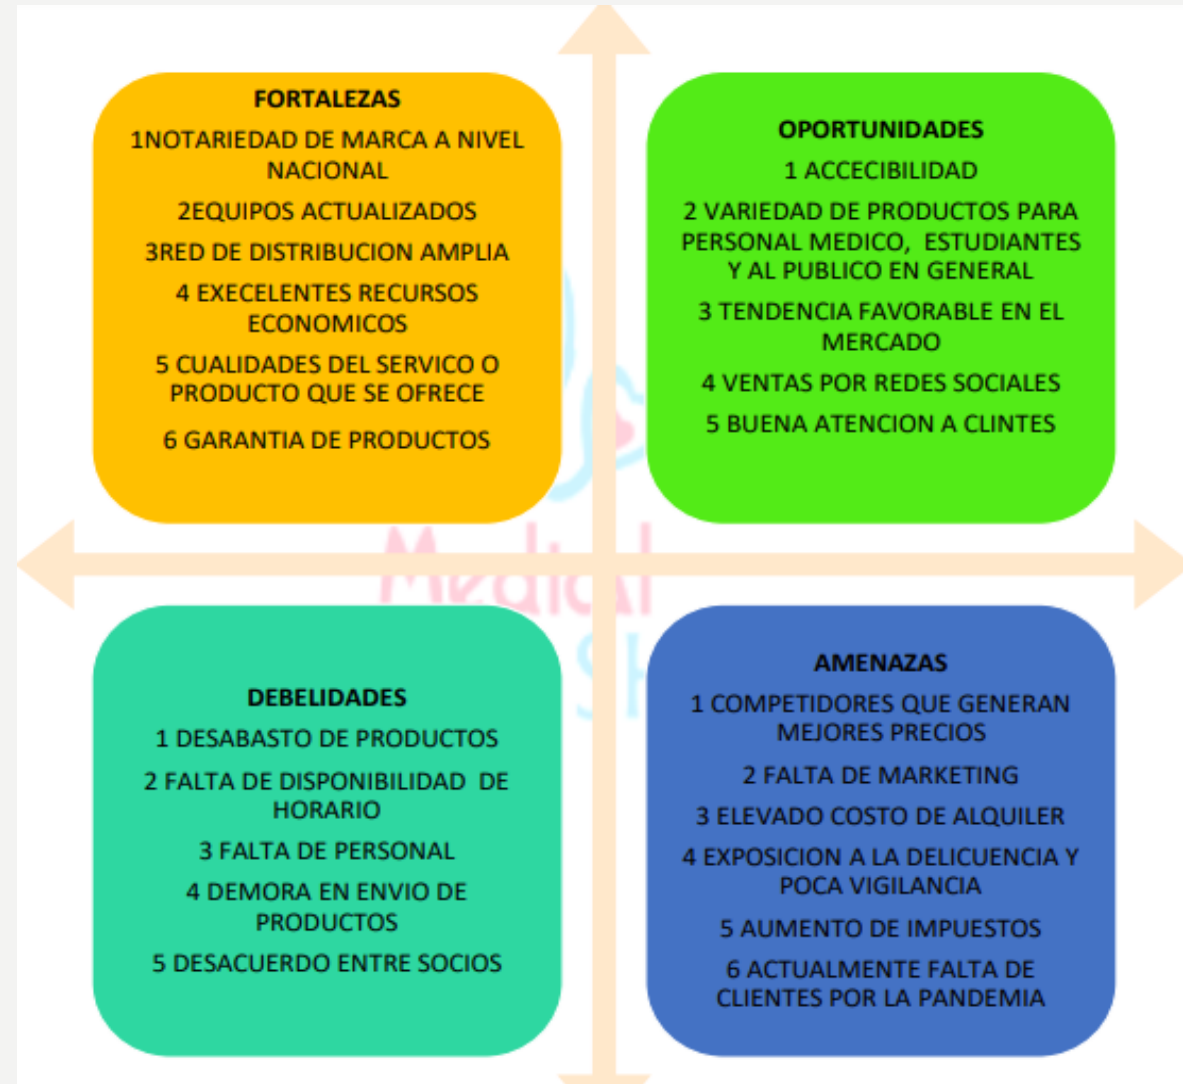 FORTALEZAS
1NOTARIEDAD DE MARCA A NIVEL
NACIONAL
2EQUIPOS ACTUALIZADOS
3RED DE DISTRIBUCION AMPLIA
4 EXECELENTES RECURSOS
ECONOMICOS
5 CUALIDADES DEL SERVICO O
PRODUCTO QUE SE OFRECE
6 GARANTIA DE PRODUCTOS
OPORTUNIDADES
1 ACCECIBILIDAD
2 VARIEDAD DE PRODUCTOS PARA
PERSONAL MEDICO, ESTUDIANTES
Y AL PUBLICO EN GENERAL
3 TENDENCIA FAVORABLE EN EL
MERCADO
4 VENTAS POR REDES SOCIALES
5 BUENA ATENCION A CLINTES
Medical
SH
DEBELIDADES
1 DESABASTO DE PRODUCTOS
2 FALTA DE DISPONIBILIDAD DE
HORARIO
3 FALTA DE PERSONAL
4 DEMORA EN ENVIO DE
PRODUCTOS
5 DESACUERDO ENTRE SOCIOS
AMENAZAS
1 COMPETIDORES QUE GENERAN
MEJORES PRECIOS
2 FALTA DE MARKETING
3 ELEVADO COSTO DE ALQUILER
4 EXPOSICION A LA DELICUENCIA Y
POCA VIGILANCIA
5 AUMENTO DE IMPUESTOS
6 ACTUALMENTE FALTA DE
CLIENTES POR LA PANDEMIA